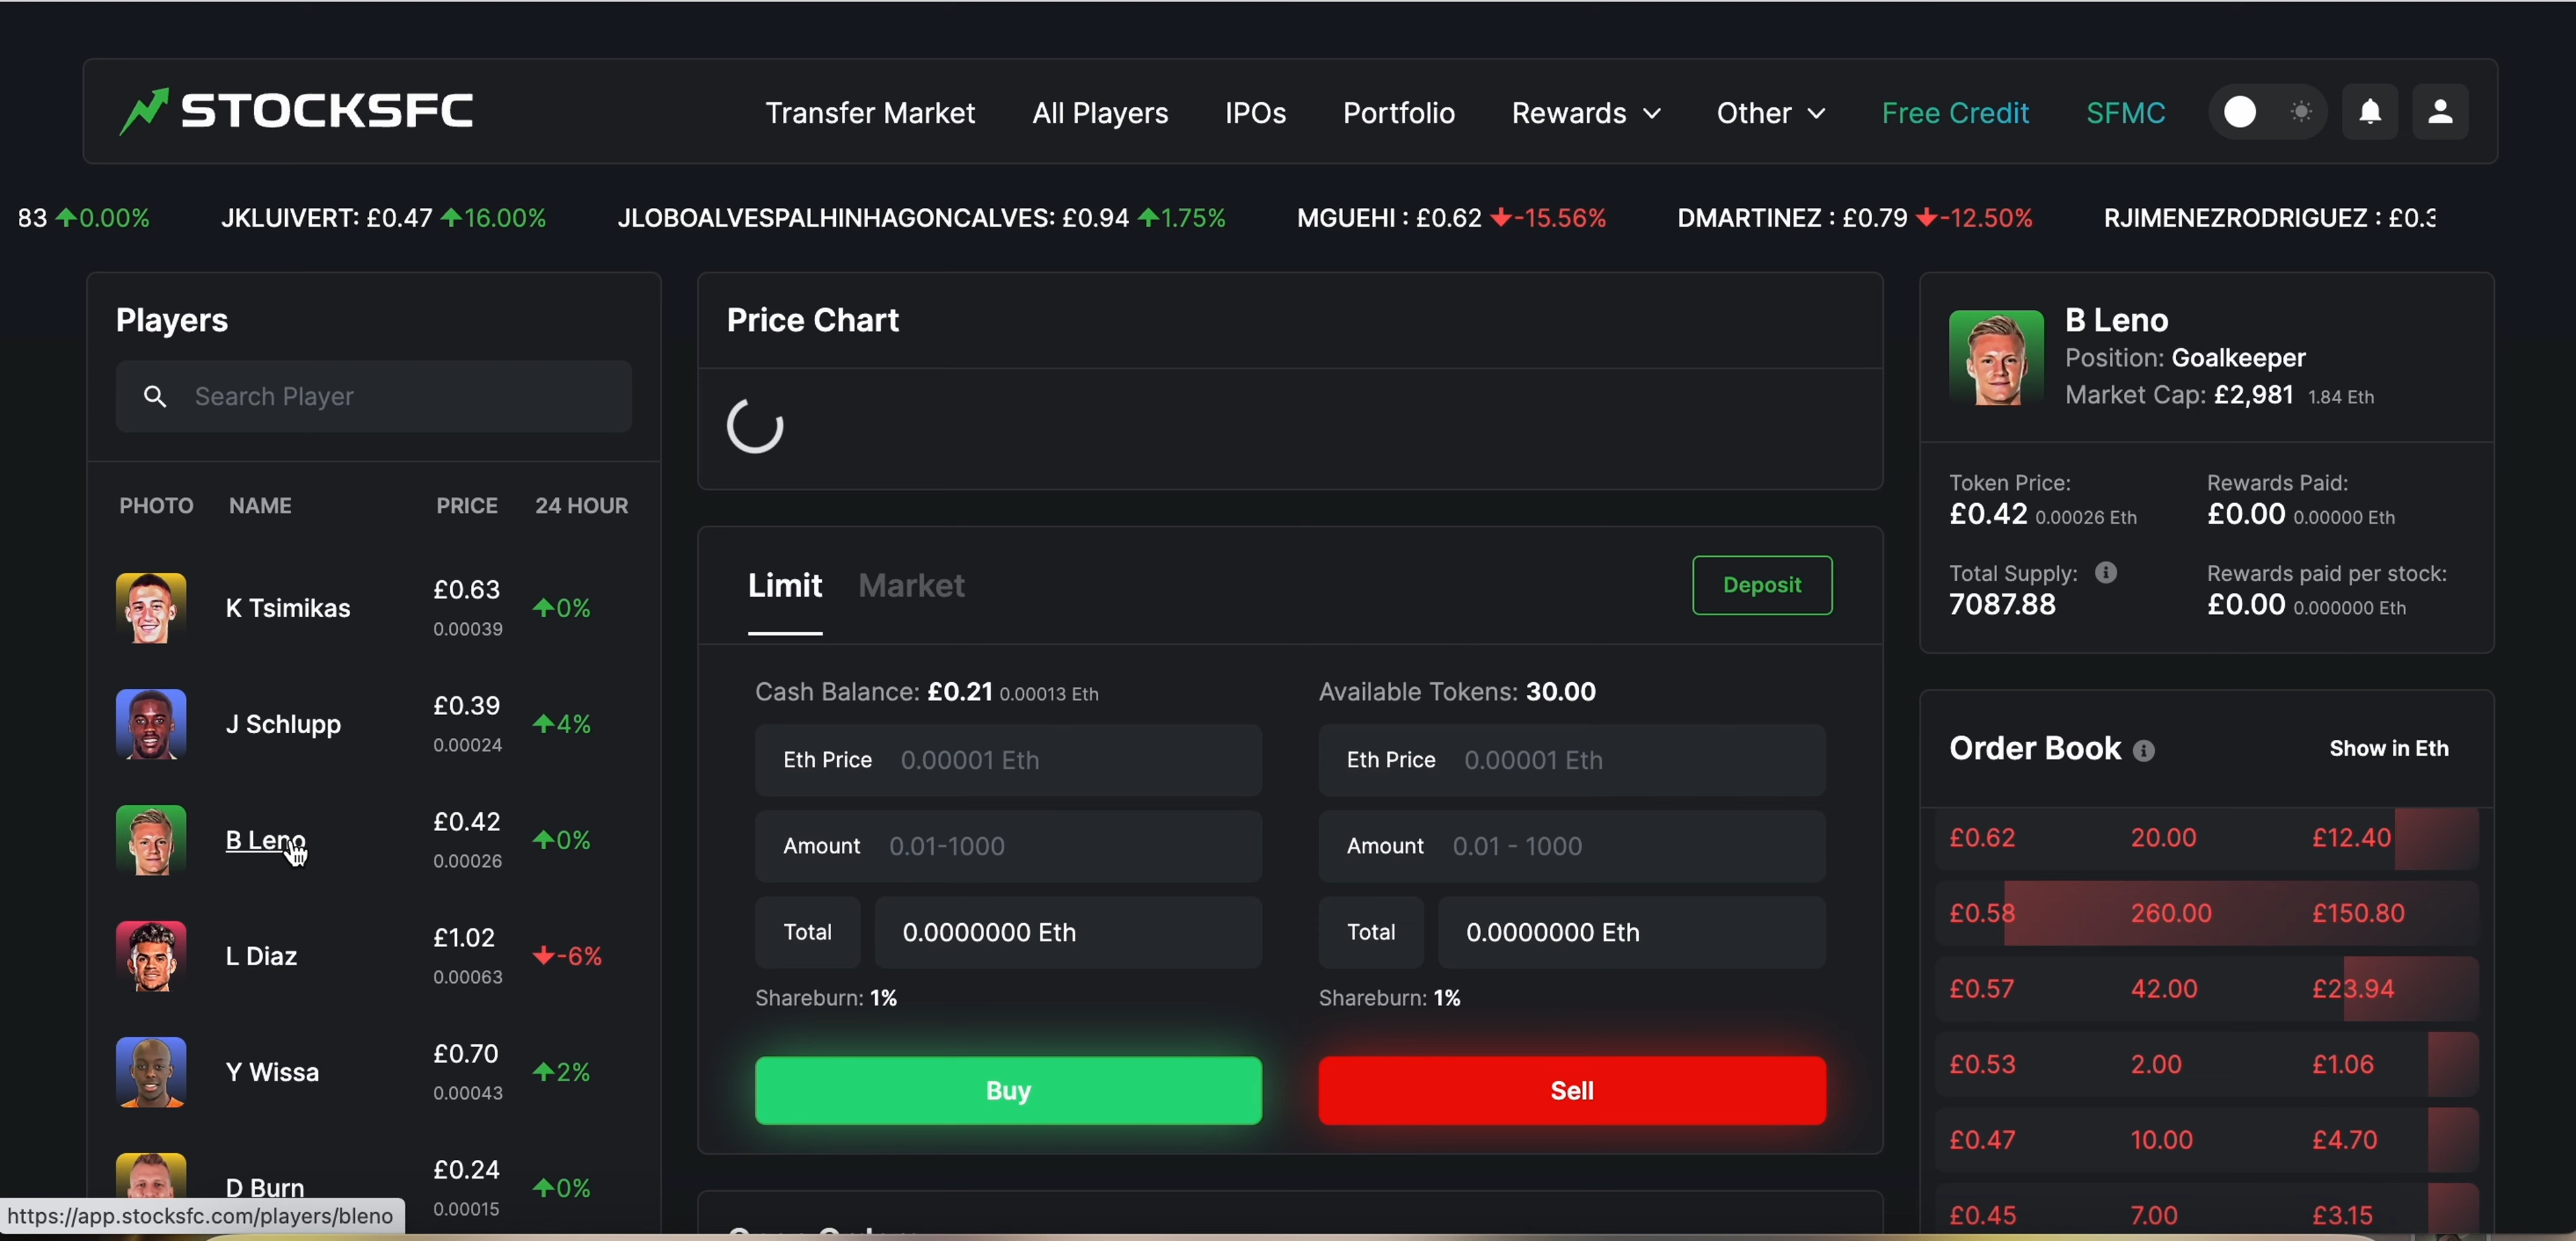 STOCKSFC
Transfer Market
All Players
IPOs
Portfolio
Rewards
Other
Free Credit
SFMC
83 0.00%
JKLUIVERT: £0.47 16.00%
JLOBOALVESPALHINHAGONCALVES: £0.94 1.75%
MGUEHI : £0.62 -15.56%
DMARTINEZ : £0.79 -12.50%
RJIMENEZRODRIGUEZ : £0.3
Players
Search Player
PHOTO NAME PRICE 24 HOUR
K Tsimikas £0.63 0%
0.00039
J Schlupp £0.39 4%
0.00024
B Leno £0.42 0%
0.00026
L Diaz £1.02 -6%
0.00063
Y Wissa £0.70 2%
0.00043
D Burn £0.24 0%
0.00015
https://app.stocksfc.com/players/bleno
Price Chart
Limit Market
Deposit
Cash Balance: £0.21 0.00013 Eth
Eth Price 0.00001 Eth
Amount 0.01-1000
Total 0.0000000 Eth
Shareburn: 1%
Buy
Available Tokens: 30.00
Eth Price 0.00001 Eth
Amount 0.01 - 1000
Total 0.0000000 Eth
Shareburn: 1%
Sell
B Leno
Position: Goalkeeper
Market Cap: £2,981 1.84 Eth
Token Price:
£0.42 0.00026 Eth
Rewards Paid:
£0.00 0.00000 Eth
Total Supply:
7087.88
Rewards paid per stock:
£0.00 0.000000 Eth
Order Book
Show in Eth
£0.62 20.00 £12.40
£0.58 260.00 £150.80
£0.57 42.00 £23.94
£0.53 2.00 £1.06
£0.47 10.00 £4.70
£0.45 7.00 £3.15